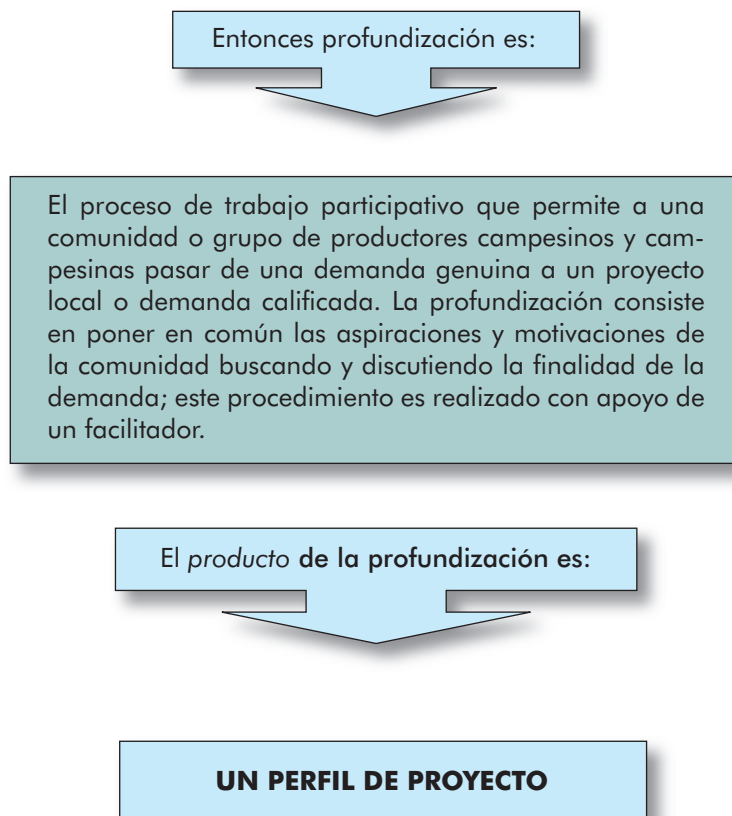 Entonces profundización es:
El proceso de trabajo participativo que permite a una
comunidad o grupo de productores campesinos y cam-
pesinas pasar de una demanda genuina a un proyecto
local o demanda calificada. La profundización consiste
en poner en común las aspiraciones y motivaciones de
la comunidad buscando y discutiendo la finalidad de la
demanda; este procedimiento es realizado con apoyo de
un facilitador.
El producto de la profundización es:
UN PERFIL DE PROYECTO